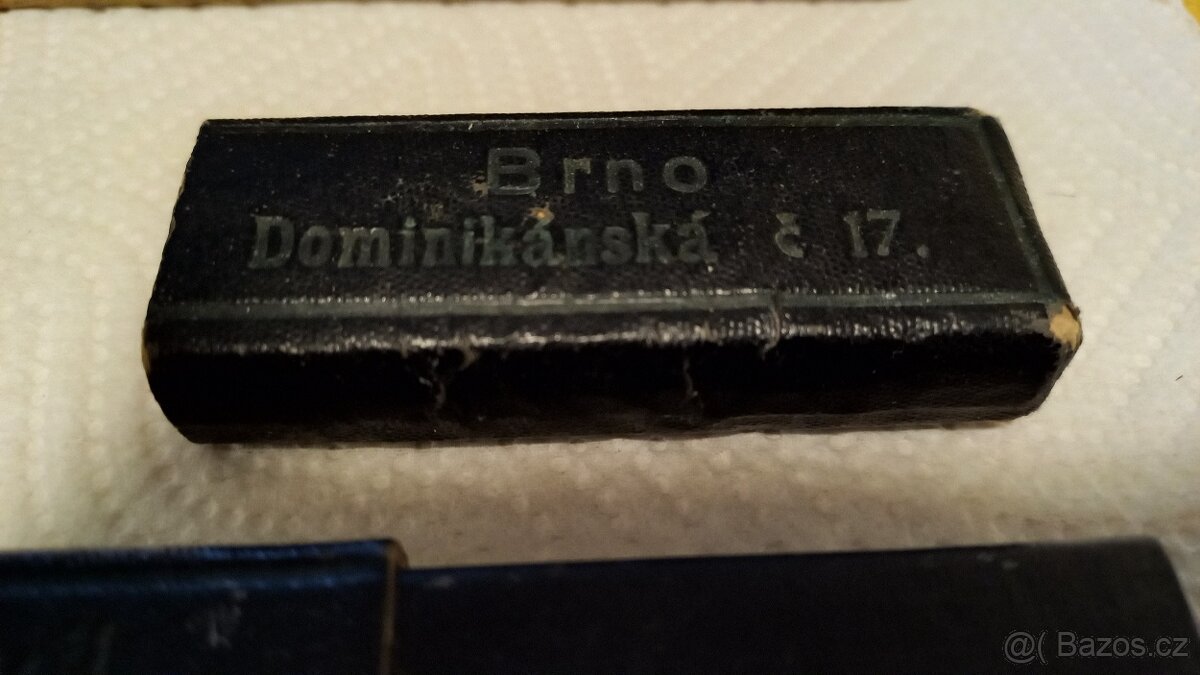 Brno
Dominikánská č 17.
@( Bazos.cz